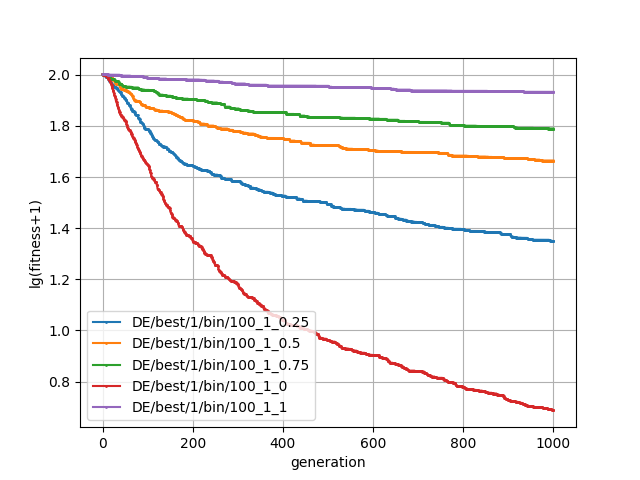 2.0
1.8
1.6
1.4
1.2
1.0
0.8
lg(fitness+1)
DE/best/1/bin/100_1_0.25
DE/best/1/bin/100_1_0.5
DE/best/1/bin/100_1_0.75
DE/best/1/bin/100_1_0
DE/best/1/bin/100_1_1
0 200 400 600 800 1000
generation